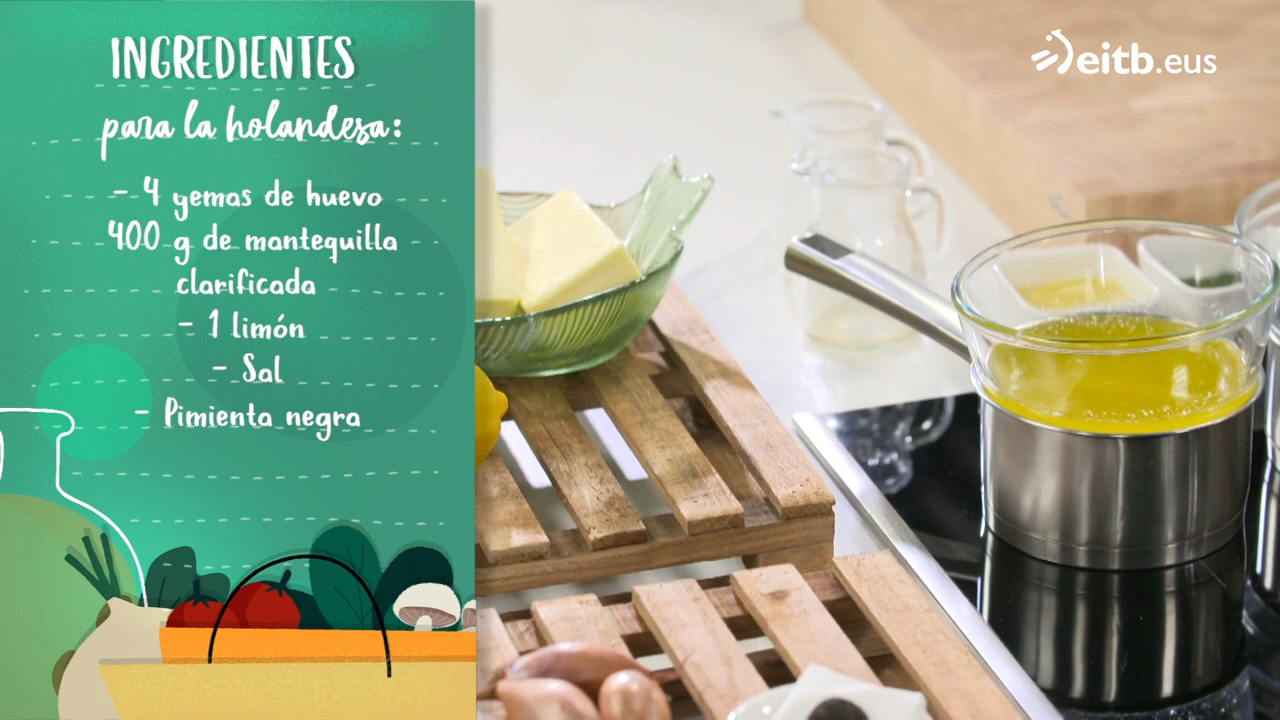 INGREDIENTES
para la holandesa:
- 4 yemas de huevo
400 g de mantequilla
clarificada
- 1 limón
- Sal
- Pimienta negra
eitb.eus